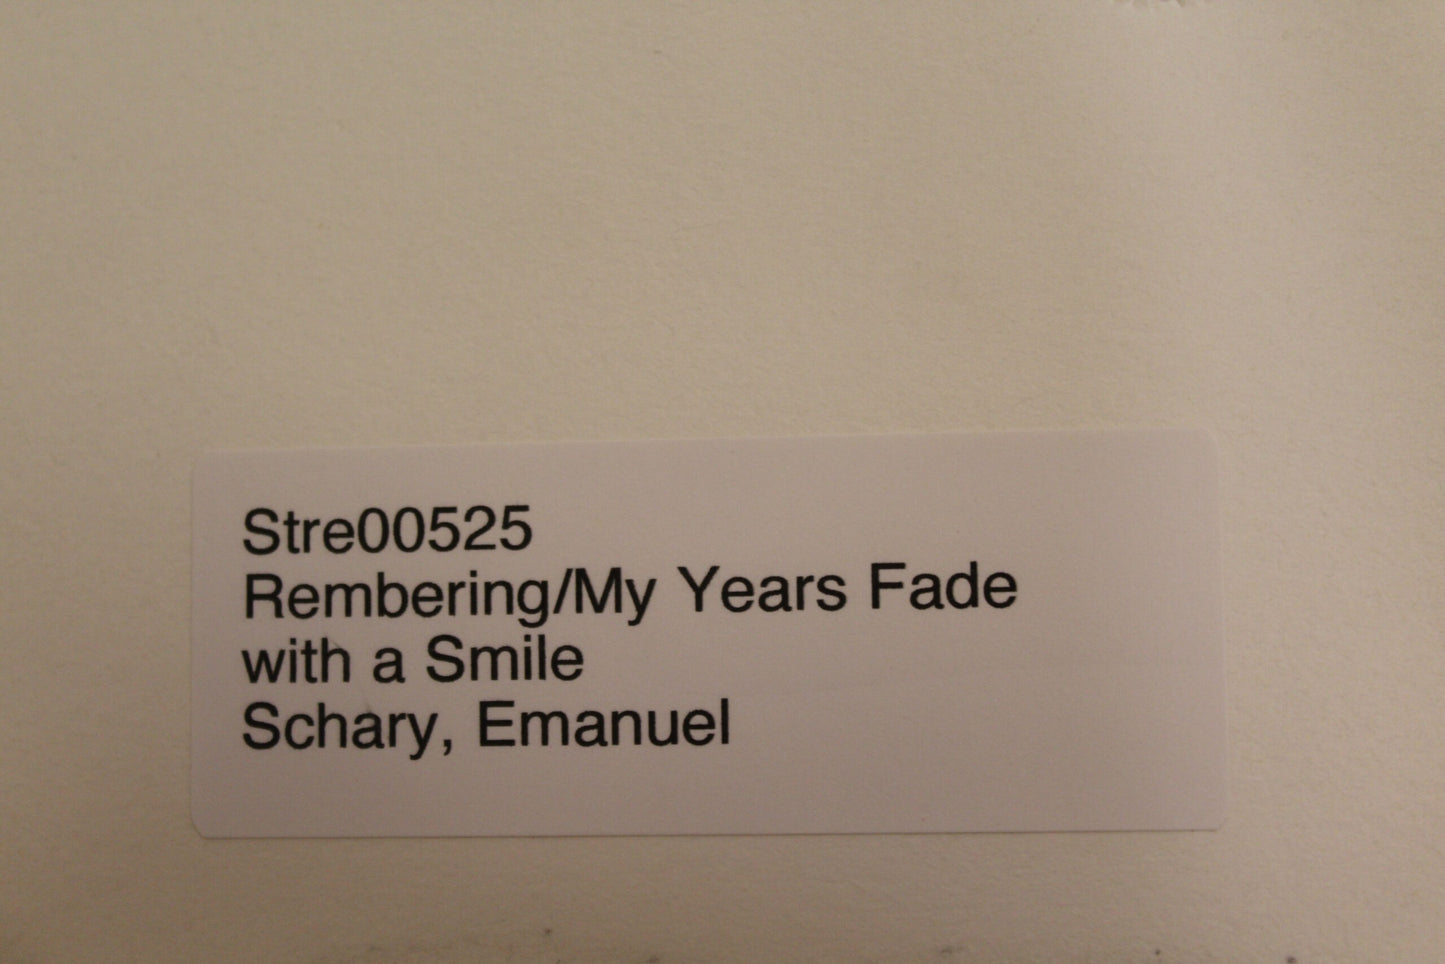 Stre00525
Rembering/My Years Fade
with a Smile
Schary, Emanuel